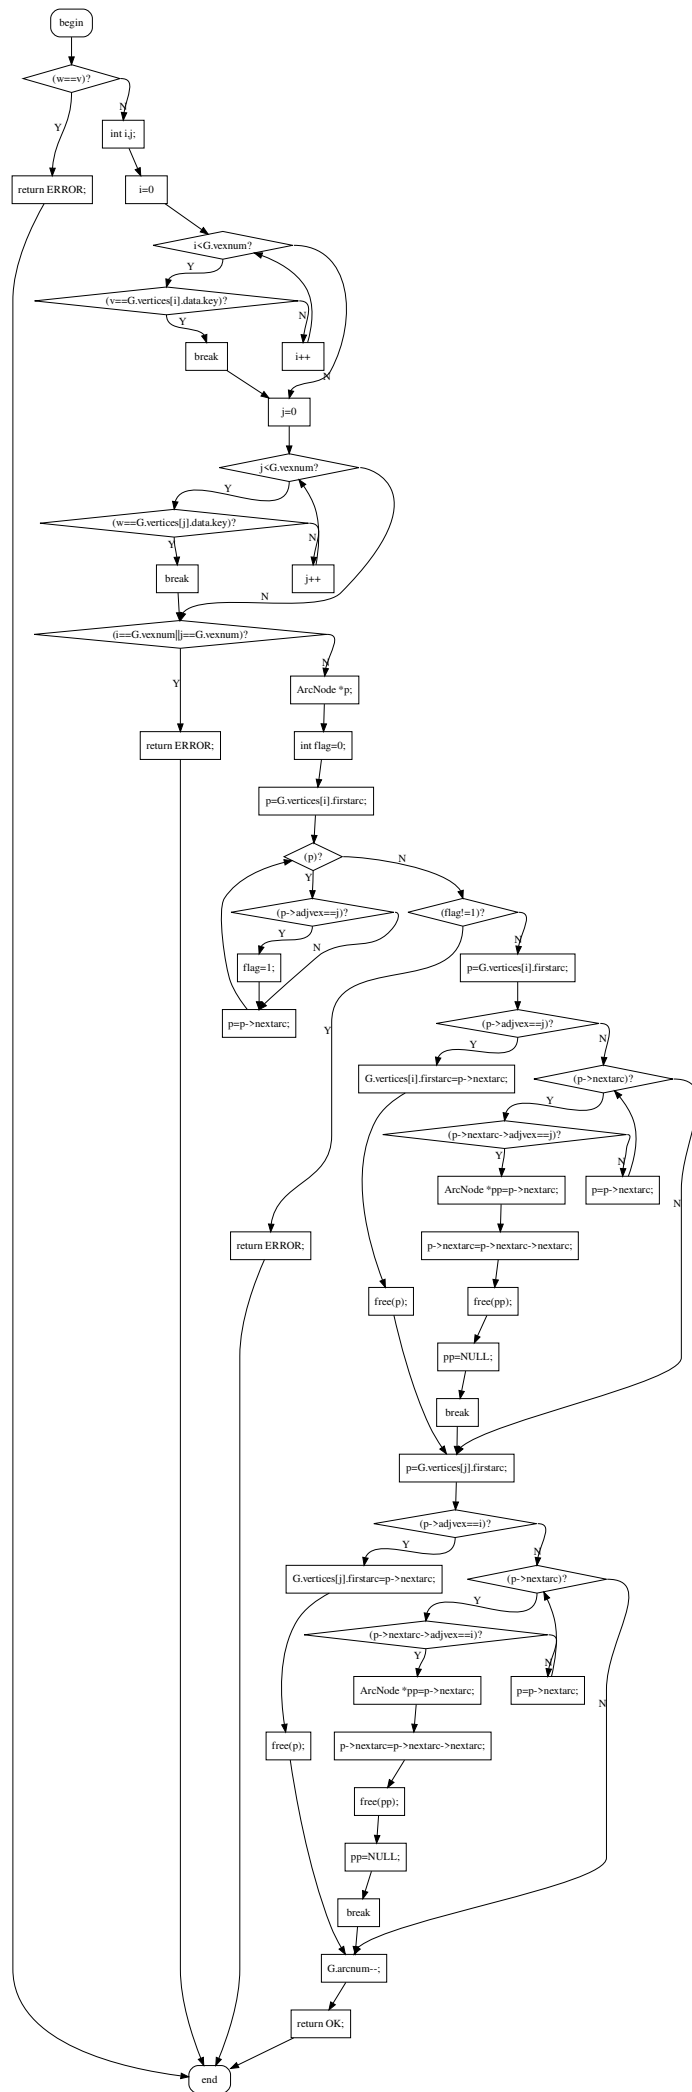 begin
(w==v)?
N
Y
int i,j;
return ERROR;
i=0
i<G.vexnum?
Y
(v==G.vertices[i].data.key)?
N
Y
break
i++
N
j=0
j<G.vexnum?
Y
(w==G.vertices[j].data.key)?
N
Y
break
j++
N
(i==G.vexnum||j==G.vexnum)?
N
Y
ArcNode *p;
return ERROR;
int flag=0;
p=G.vertices[i].firstarc;
(p)?
N
Y
(p->adjvex==j)?
(flag!=1)?
Y
N
N
flag=1;
p=G.vertices[i].firstarc;
p=p->nextarc;
Y
(p->adjvex==j)?
Y
N
G.vertices[i].firstarc=p->nextarc;
(p->nextarc)?
Y
(p->nextarc->adjvex==j)?
Y
N
ArcNode *pp=p->nextarc;
p=p->nextarc;
N
return ERROR;
p->nextarc=p->nextarc->nextarc;
free(p);
free(pp);
pp=NULL;
break
p=G.vertices[j].firstarc;
(p->adjvex==i)?
Y
N
G.vertices[j].firstarc=p->nextarc;
(p->nextarc)?
Y
(p->nextarc->adjvex==i)?
Y
N
ArcNode *pp=p->nextarc;
p=p->nextarc;
N
free(p);
p->nextarc=p->nextarc->nextarc;
free(pp);
pp=NULL;
break
G.arcnum--;
return OK;
end